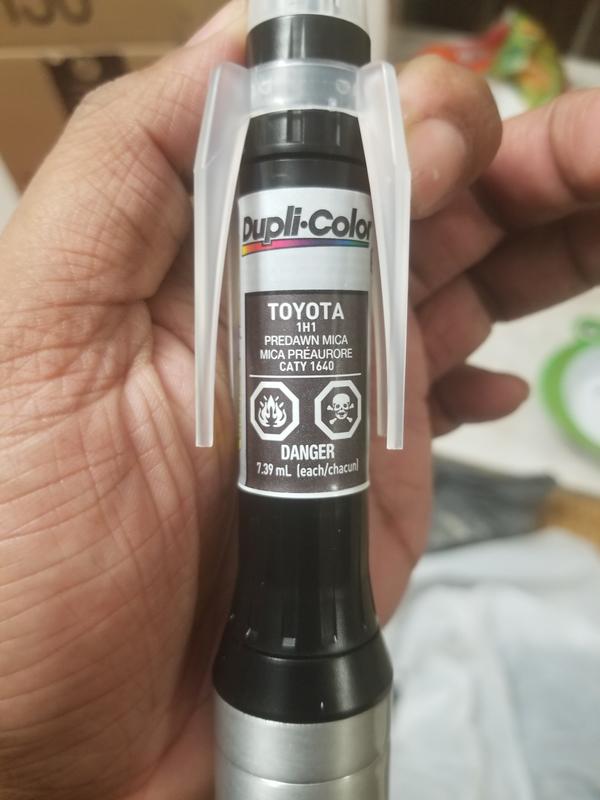 Dupli•Color
TOYOTA
1H1
PREDAWN MICA
MICA PRÉAURORE
CATY 1640
DANGER
7.39 mL (each/chacun)